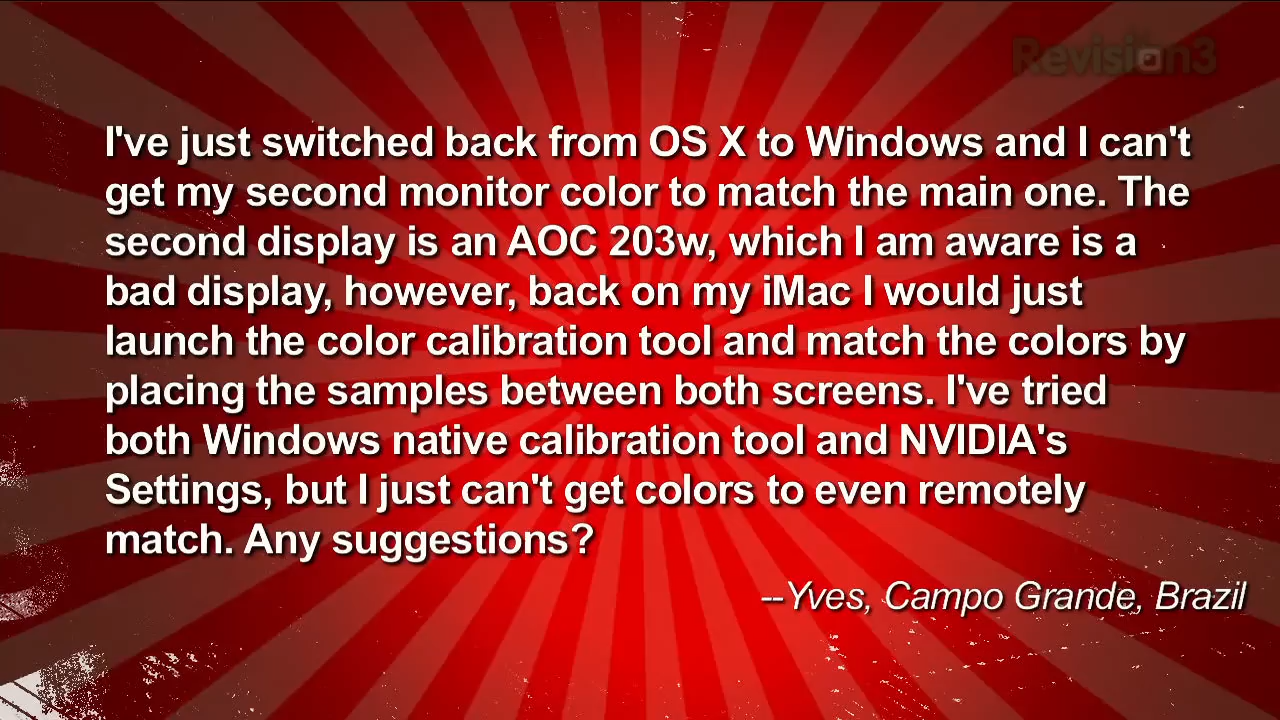 Revision3
I've just switched back from OS X to Windows and I can't
get my second monitor color to match the main one. The
second display is an AOC 203w, which I am aware is a
bad display, however, back on my iMac I would just
launch the color calibration tool and match the colors by
placing the samples between both screens. I've tried
both Windows native calibration tool and NVIDIA's
Settings, but I just can't get colors to even remotely
match. Any suggestions?
--Yves, Campo Grande, Brazil